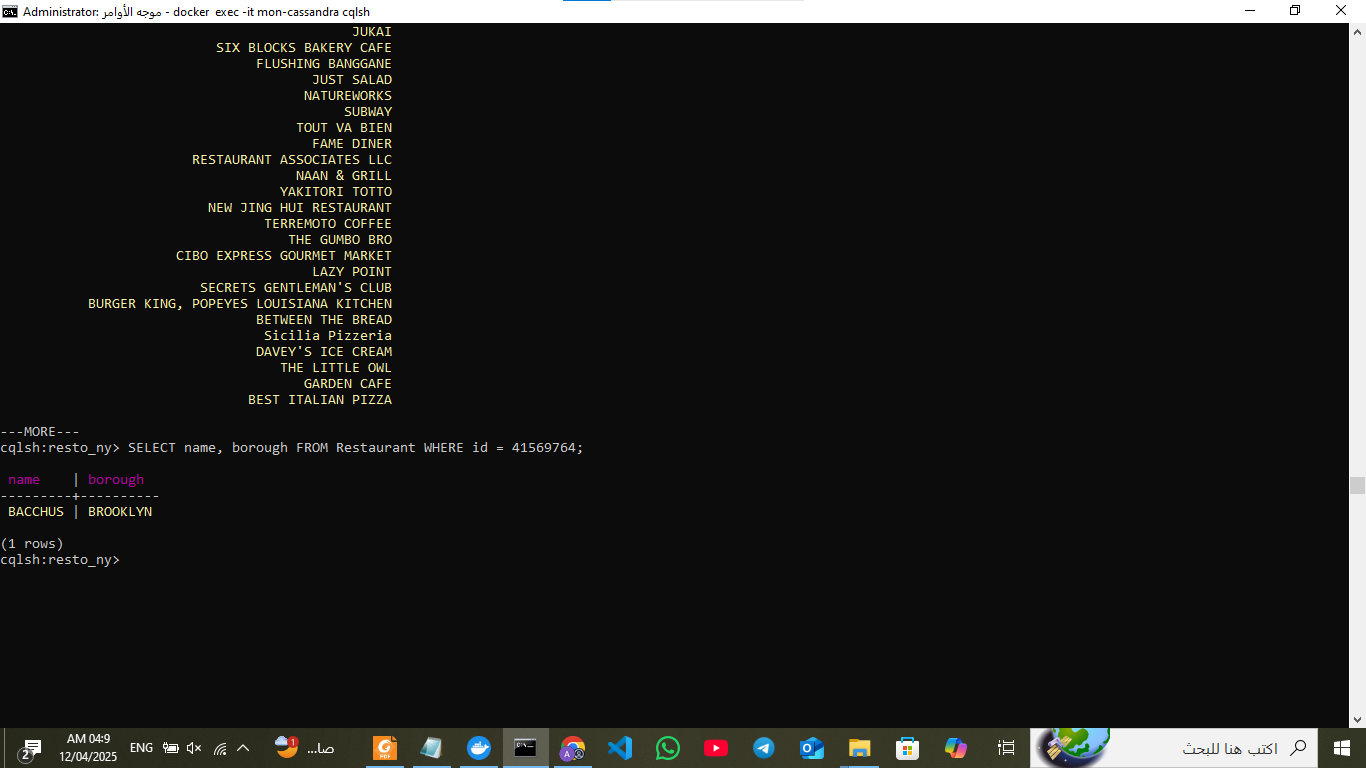 Administrator: موجه الأوامر - docker exec -it mon-cassandra cqlsh
JUKAI
SIX BLOCKS BAKERY CAFE
FLUSHING BANGGANE
JUST SALAD
NATUREWORKS
SUBWAY
TOUT VA BIEN
FAME DINER
RESTAURANT ASSOCIATES LLC
NAAN & GRILL
YAKITORI TOTTO
NEW JING HUI RESTAURANT
TERREMOTO COFFEE
THE GUMBO BRO
CIBO EXPRESS GOURMET MARKET
LAZY POINT
SECRETS GENTLEMAN'S CLUB
BURGER KING, POPEYES LOUISIANA KITCHEN
BETWEEN THE BREAD
Sicilia Pizzeria
DAVEY'S ICE CREAM
THE LITTLE OWL
GARDEN CAFE
BEST ITALIAN PIZZA
---MORE---
cqlsh:resto_ny> SELECT name, borough FROM Restaurant WHERE id = 41569764;
name | borough
---------+----------
BACCHUS | BROOKLYN
(1 rows)
cqlsh:resto_ny>
2
AM 04:9
12/04/2025
ENG
1
صا...
PDF
A
اكتب هنا للبحث